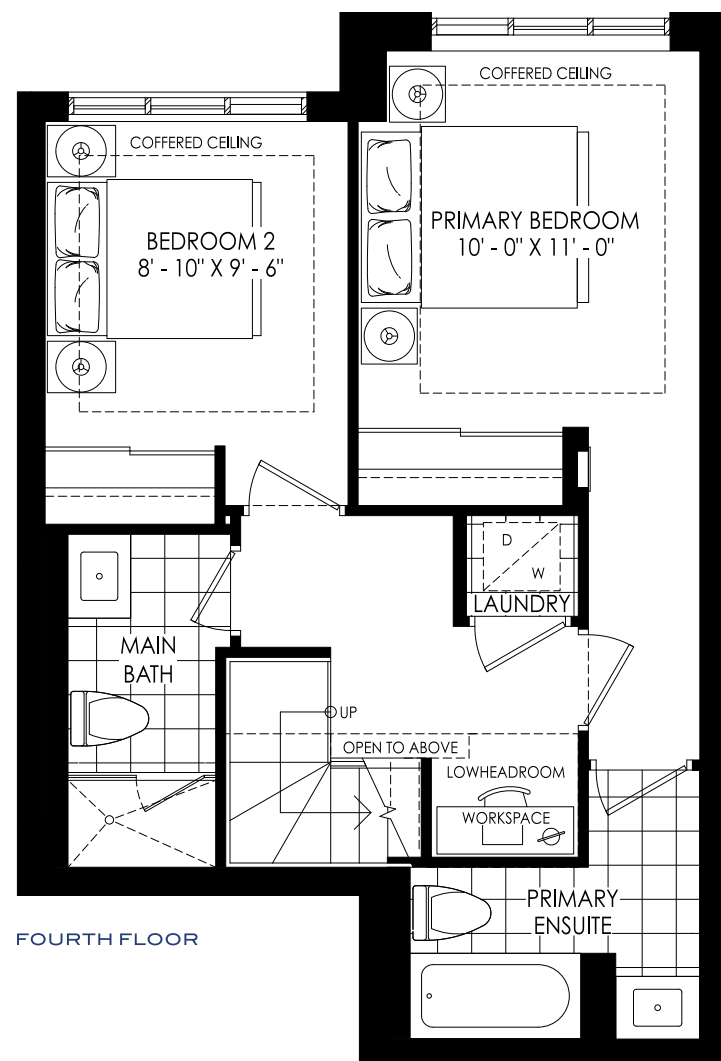 COFFERED CEILING
COFFERED CEILING
PRIMARY BEDROOM
10' - 0" X 11' - 0"
BEDROOM 2
8' - 10" X 9' - 6"
D
W
LAUNDRY
MAIN
BATH
UP
OPEN TO ABOVE
LOWHEADROOM
WORKSPACE
PRIMARY
ENSUITE
FOURTH FLOOR